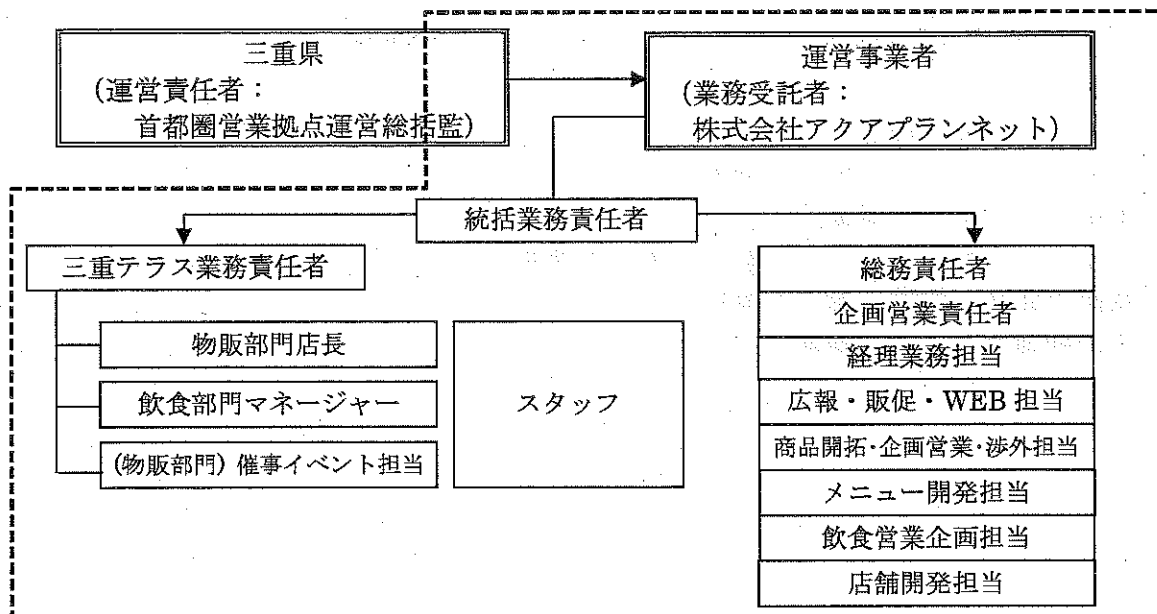 三重県
(運営責任者：
首都圏営業拠点運営総括監)
運営事業者
(業務受託者：
株式会社アクアプランネット)
統括業務責任者
三重テラス業務責任者
物販部門店長
飲食部門マネージャー
(物販部門) 催事イベント担当
スタッフ
総務責任者
企画営業責任者
経理業務担当
広報・販促・WEB 担当
商品開拓・企画営業・渉外担当
メニュー開発担当
飲食営業企画担当
店舗開発担当